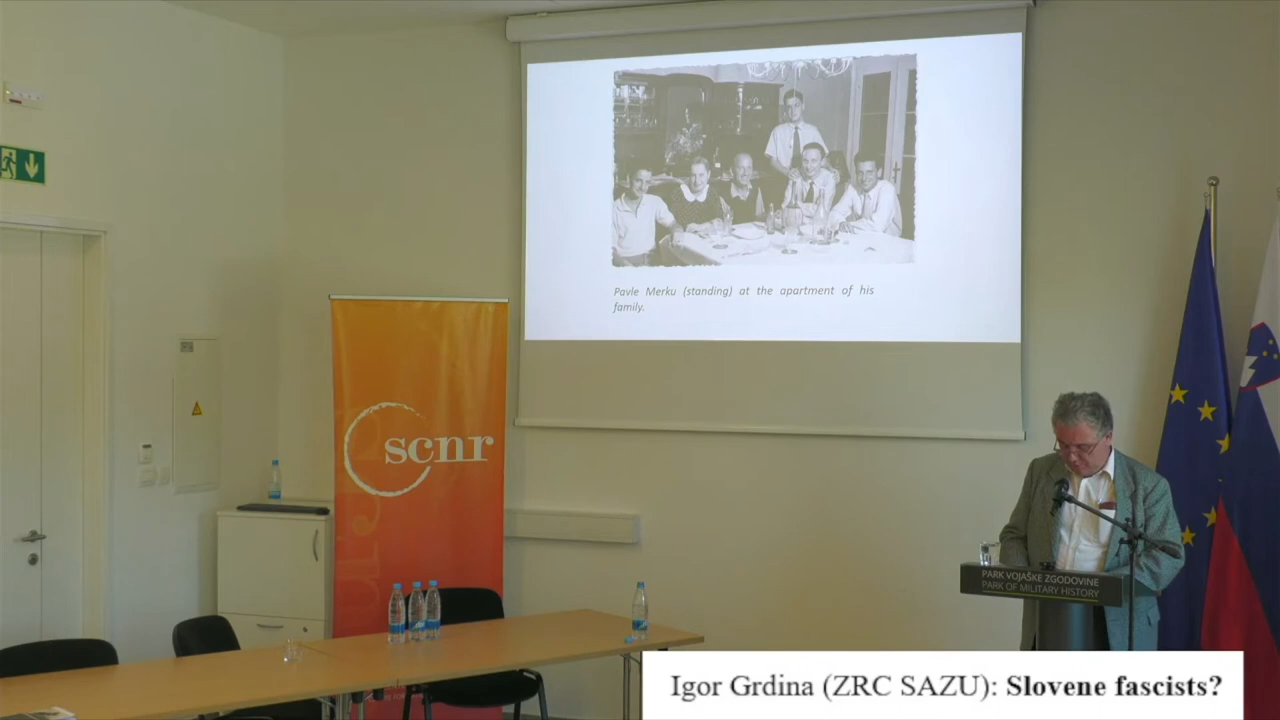 Pavle Merku (standing) at the apartment of his
family.
scnr
PARK VOJAŠKE ZGODOVINE
PARK OF MILITARY HISTORY
Igor Grdina (ZRC SAZU): Slovene fascists?